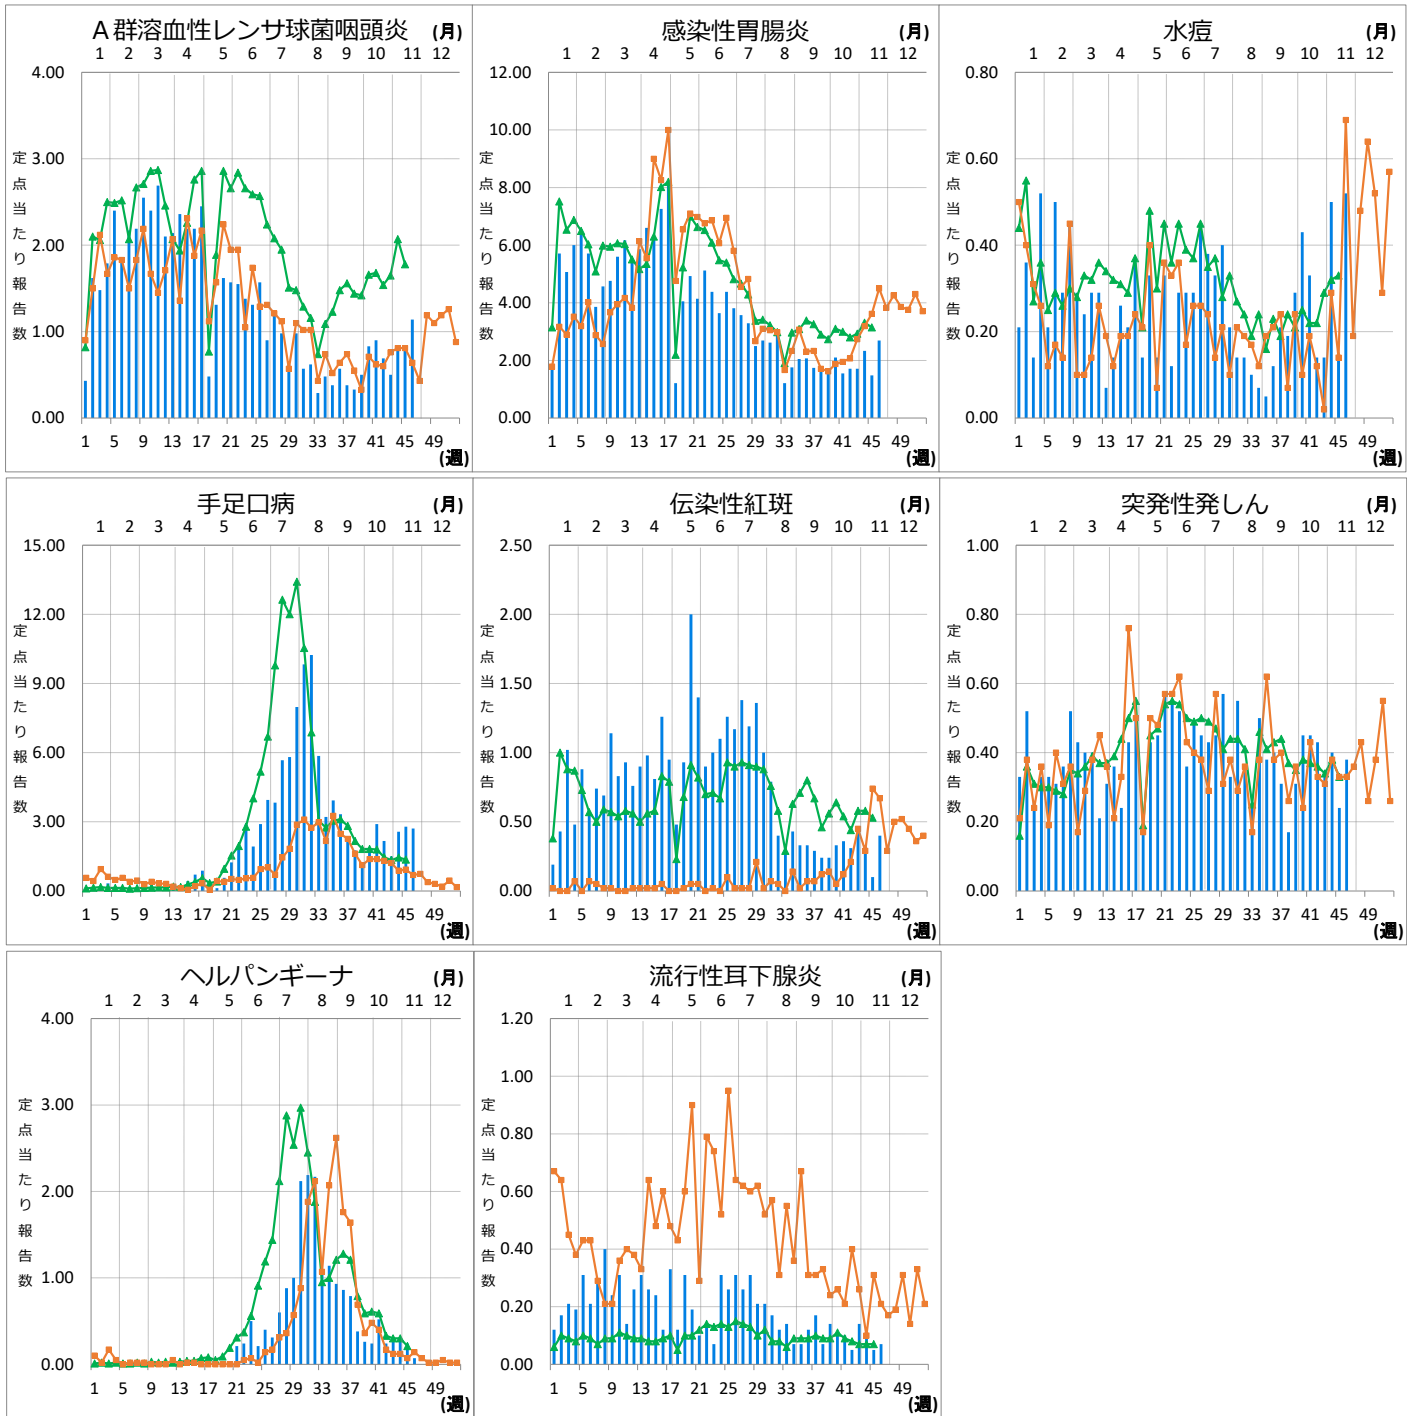 A群溶血性レンサ球菌咽頭炎 (月)
1 2 3 4 5 6 7 8 9 10 11 12
4.00
3.00
2.00
1.00
0.00
定点当たり報告数
1 5 9 13 17 21 25 29 33 37 41 45 49
(週)
感染性胃腸炎 (月)
1 2 3 4 5 6 7 8 9 10 11 12
12.00
10.00
8.00
6.00
4.00
2.00
0.00
定点当たり報告数
1 5 9 13 17 21 25 29 33 37 41 45 49
(週)
水痘 (月)
1 2 3 4 5 6 7 8 9 10 11 12
0.80
0.60
0.40
0.20
0.00
定点当たり報告数
1 5 9 13 17 21 25 29 33 37 41 45 49
(週)
手足口病 (月)
1 2 3 4 5 6 7 8 9 10 11 12
15.00
12.00
9.00
6.00
3.00
0.00
定点当たり報告数
1 5 9 13 17 21 25 29 33 37 41 45 49
(週)
伝染性紅斑 (月)
1 2 3 4 5 6 7 8 9 10 11 12
2.50
2.00
1.50
1.00
0.50
0.00
定点当たり報告数
1 5 9 13 17 21 25 29 33 37 41 45 49
(週)
突発性発しん (月)
1 2 3 4 5 6 7 8 9 10 11 12
1.00
0.80
0.60
0.40
0.20
0.00
定点当たり報告数
1 5 9 13 17 21 25 29 33 37 41 45 49
(週)
ヘルパンギーナ (月)
1 2 3 4 5 6 7 8 9 10 11 12
4.00
3.00
2.00
1.00
0.00
定点当たり報告数
1 5 9 13 17 21 25 29 33 37 41 45 49
(週)
流行性耳下腺炎 (月)
1 2 3 4 5 6 7 8 9 10 11 12
1.20
1.00
0.80
0.60
0.40
0.20
0.00
定点当たり報告数
1 5 9 13 17 21 25 29 33 37 41 45 49
(週)